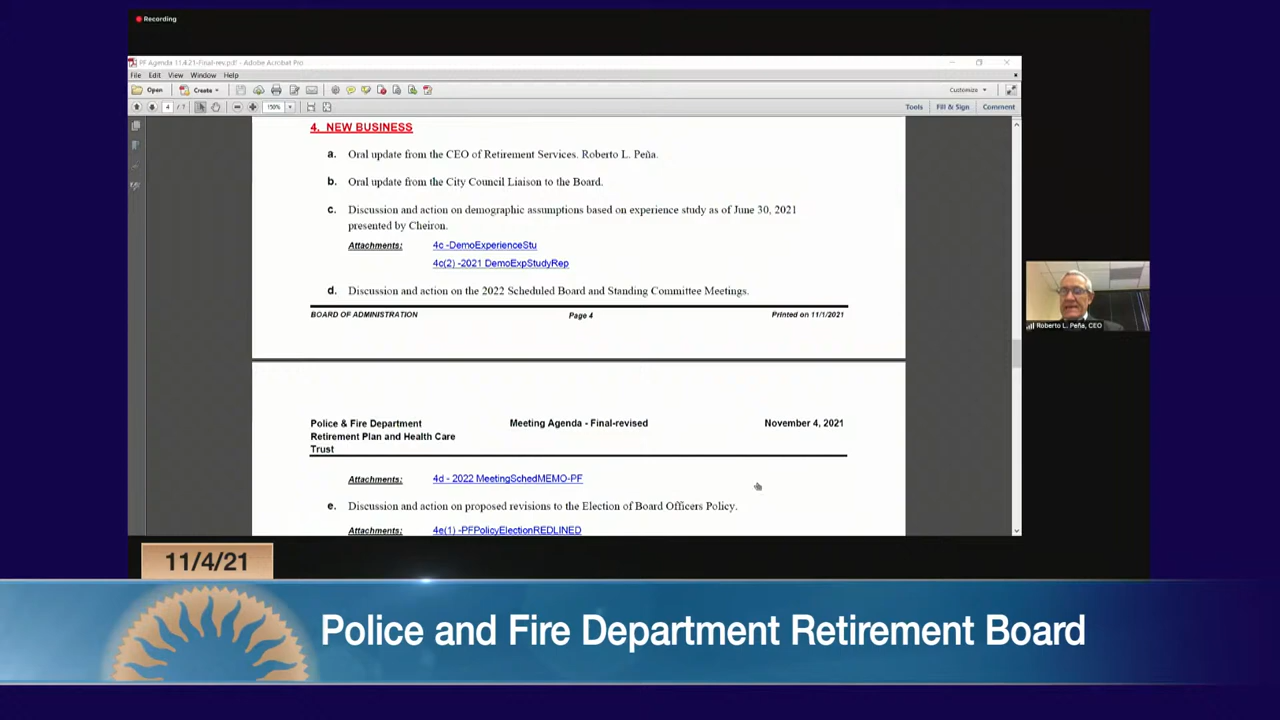 Recording
PF Agenda 11.4.21-Final-rev.pdf - Adobe Acrobat Pro
File Edit View Window Help
Open Create Customize
4 / 7 150% Tools Fill & Sign Comment
4. NEW BUSINESS
a. Oral update from the CEO of Retirement Services. Roberto L. Peña.
b. Oral update from the City Council Liaison to the Board.
c. Discussion and action on demographic assumptions based on experience study as of June 30, 2021
presented by Cheiron.
Attachments: 4c -DemoExperienceStu
4c(2) -2021 DemoExpStudyRep
d. Discussion and action on the 2022 Scheduled Board and Standing Committee Meetings.
BOARD OF ADMINISTRATION Page 4 Printed on 11/1/2021
Roberto L. Peña, CEO
Police & Fire Department Meeting Agenda - Final-revised November 4, 2021
Retirement Plan and Health Care
Trust
Attachments: 4d - 2022 MeetingSchedMEMO-PF
e. Discussion and action on proposed revisions to the Election of Board Officers Policy.
Attachments: 4e(1) -PFPolicyElectionREDLINED
11/4/21
Police and Fire Department Retirement Board